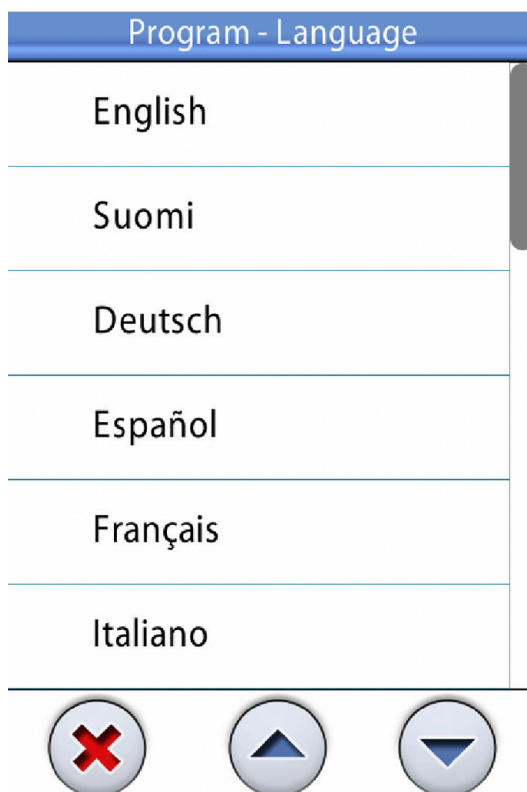 Program - Language
English
Suomi
Deutsch
Español
Français
Italiano